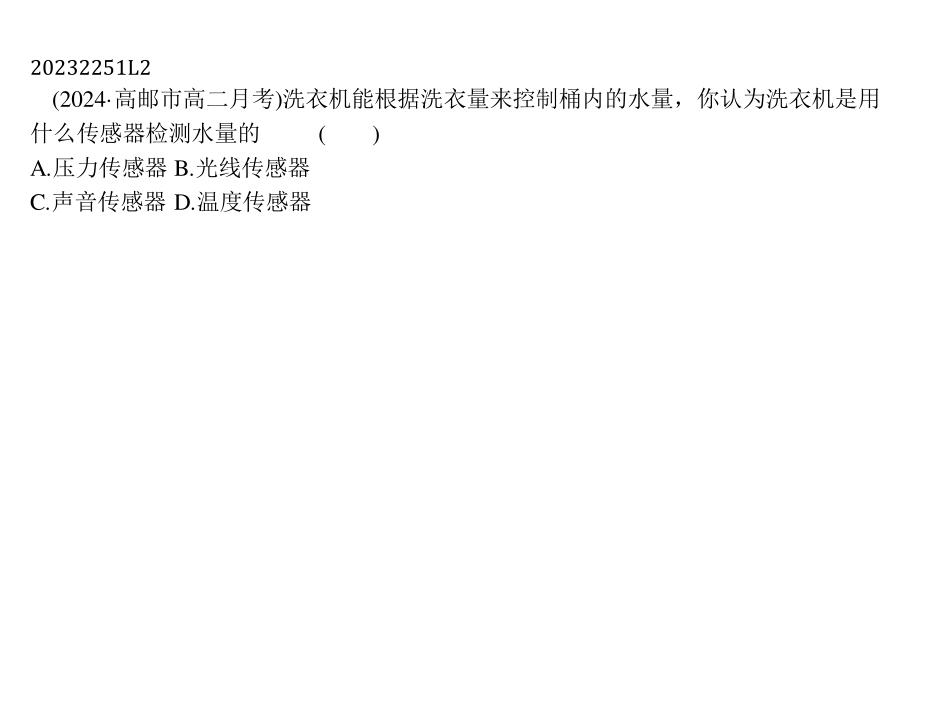 20232251L2
(2024·高邮市高二月考)洗衣机能根据洗衣量来控制桶内的水量，你认为洗衣机是用
什么传感器检测水量的 (  )
A.压力传感器 B.光线传感器
C.声音传感器 D.温度传感器